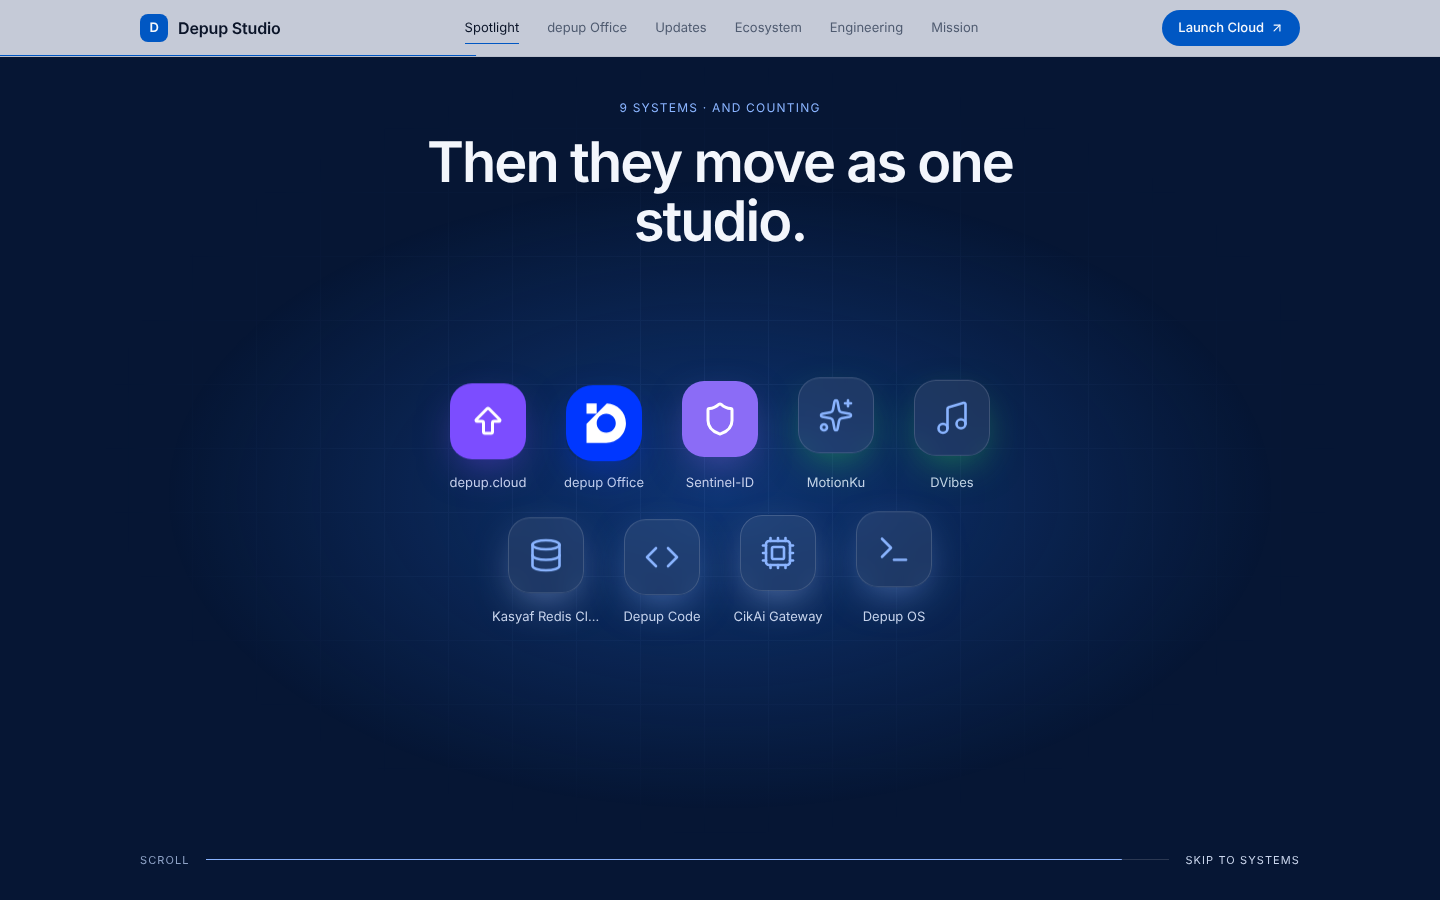 D Depup Studio
Spotlight
depup Office
Updates
Ecosystem
Engineering
Mission
Launch Cloud
9 SYSTEMS · AND COUNTING
Then they move as one
studio.
depup.cloud
depup Office
Sentinel-ID
MotionKu
DVibes
Kasyaf Redis Cl...
Depup Code
CikAi Gateway
Depup OS
SCROLL
SKIP TO SYSTEMS